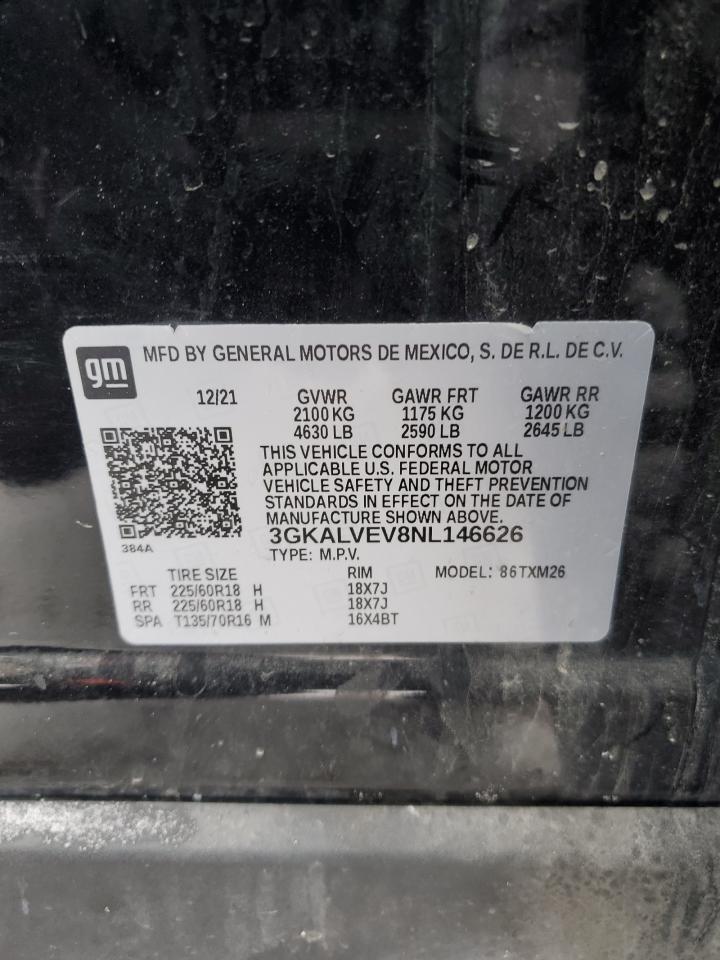 gm MFD BY GENERAL MOTORS DE MEXICO, S. DE R.L. DE C.V.
12/21 GVWR GAWR FRT GAWR RR
2100 KG 1175 KG 1200 KG
4630 LB 2590 LB 2645 LB
THIS VEHICLE CONFORMS TO ALL
APPLICABLE U.S. FEDERAL MOTOR
VEHICLE SAFETY AND THEFT PREVENTION
STANDARDS IN EFFECT ON THE DATE OF
MANUFACTURE SHOWN ABOVE.
3GKALVEV8NL146626
384A
TYPE: M.P.V.
TIRE SIZE RIM MODEL: 86TXM26
FRT 225/60R18 H 18X7J
RR 225/60R18 H 18X7J
SPA T135/70R16 M 16X4BT